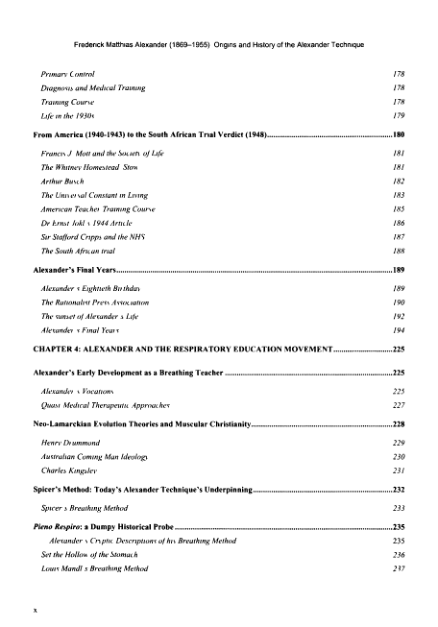 Frederick Matthias Alexander (1869–1955) Origins and History of the Alexander Technique
Primary Control 178
Diagnosis and Medical Training 178
Training Course 178
Life in the 1930s 179
From America (1940-1943) to the South African Trial Verdict (1948)....................180
Francis J Mott and the Society of Life 181
The Whitney Homestead Stow 181
Arthur Busch 182
The Universal Constant in Living 183
American Teacher Training Course 185
Dr Ernst Jokl s 1944 Article 186
Sir Stafford Cripps and the NHS 187
The South African trial 188
Alexander's Final Years....................189
Alexander s Eightieth Birthday 189
The Rationalist Press Association 190
The sunset of Alexander s Life 192
Alexander s Final Years 194
CHAPTER 4: ALEXANDER AND THE RESPIRATORY EDUCATION MOVEMENT....................225
Alexander's Early Development as a Breathing Teacher ....................225
Alexander s Vocations 225
Quasi Medical Therapeutic Approaches 227
Neo-Lamarckian Evolution Theories and Muscular Christianity....................228
Henry Drummond 229
Australian Coming Man Ideology 230
Charles Kingsley 231
Spicer's Method: Today's Alexander Technique's Underpinning....................232
Spicer s Breathing Method 233
Pieno Respiro: a Dumpy Historical Probe....................235
Alexander s Cryptic Descriptions of his Breathing Method 235
Set the Hollow of the Stomach 236
Louis Mandl s Breathing Method 237
x